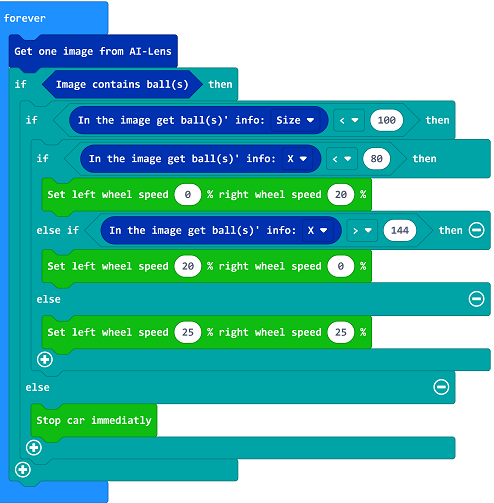 forever
Get one image from AI-Lens
if Image contains ball(s) then
if In the image get ball(s)' info: Size < 100 then
if In the image get ball(s)' info: X < 80 then
Set left wheel speed 0 % right wheel speed 20 %
else if In the image get ball(s)' info: X > 144 then
Set left wheel speed 20 % right wheel speed 0 %
else
Set left wheel speed 25 % right wheel speed 25 %
else
Stop car immediatly